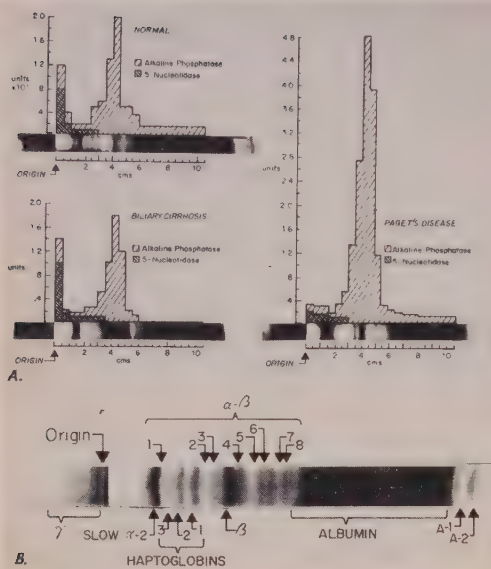 2.0
NORMAL
1.6
Alkaline Phosphatase
5-Nucleotidase
1.2
units
x10
.8
.4
2 4 6 8 10
ORIGIN
cms
2.0
BILIARY CIRRHOSIS
1.6
Alkaline Phosphatase
5-Nucleotidase
1.2
units
.8
.4
2 4 6 8 10
ORIGIN
cms
4.8
4.4
4.0
3.6
3.2
2.8
units
2.4
2.0
PAGET'S DISEASE
1.6
Alkaline Phosphatase
5-Nucleotidase
1.2
.8
.4
2 4 6 8 10
ORIGIN
cms
A.
α-β
Origin
1 2 3 4 5 6 7 8
γ
SLOW α-2 3 2 1 β ALBUMIN A-1
A-2
HAPTOGLOBINS
B.